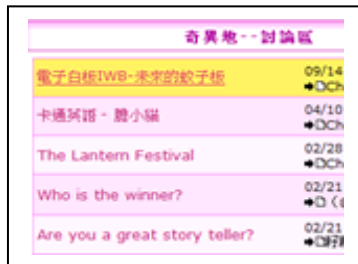 奇異地--討論區
電子白板IWB-未來的蚊子板
09/14
卡通英語 - 膽小貓
04/10
The Lantern Festival
02/28
Who is the winner?
02/21
Are you a great story teller?
02/21